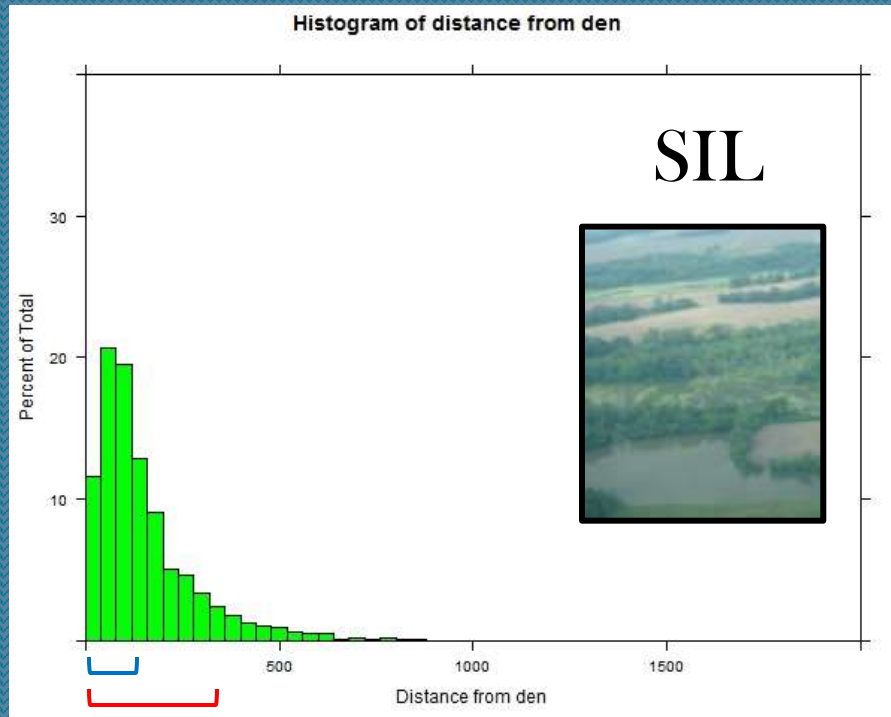 Histogram of distance from den
SIL
30
20
10
Percent of Total
500
1000
1500
Distance from den